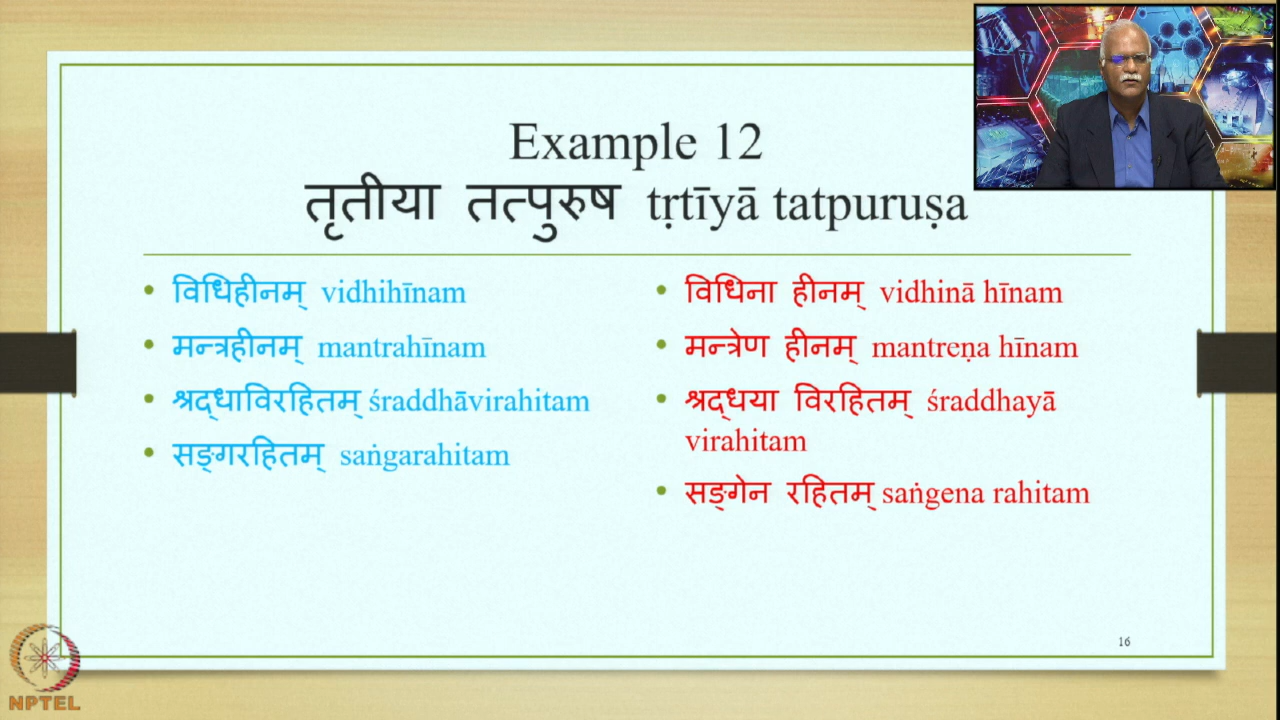 Example 12
तृतीया तत्पुरुष tṛtīyā tatpuruṣa
• विधिहीनम् vidhihīnam
• मन्त्रहीनम् mantrahīnam
• श्रद्धाविरहितम् śraddhāvirahitam
• सङ्गरहितम् saṅgarahitam
• विधिना हीनम् vidhinā hīnam
• मन्त्रेण हीनम् mantreṇa hīnam
• श्रद्धया विरहितम् śraddhayā
virahitam
• सङ्गेन रहितम् saṅgena rahitam
16
NPTEL